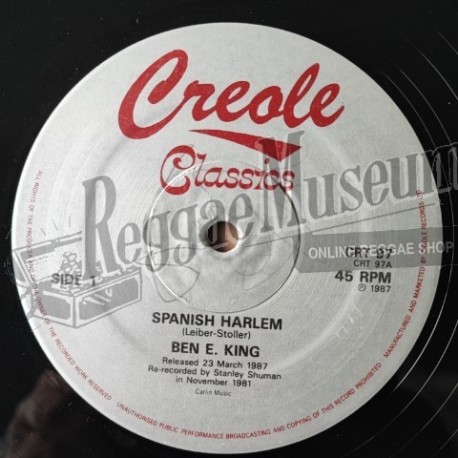 Creole
Classics
ReggaeMuseum
ONLINE REGGAE SHOP
CRT 97
CRT 97A
SIDE 1
45 RPM
℗ 1987
SPANISH HARLEM
(Leiber-Stoller)
BEN E. KING
Released 23 March 1987
Re-recorded by Stanley Shuman
in November 1981
Carlin Music
UNAUTHORISED PUBLIC PERFORMANCE BROADCASTING AND COPYING OF THIS RECORD PROHIBITED